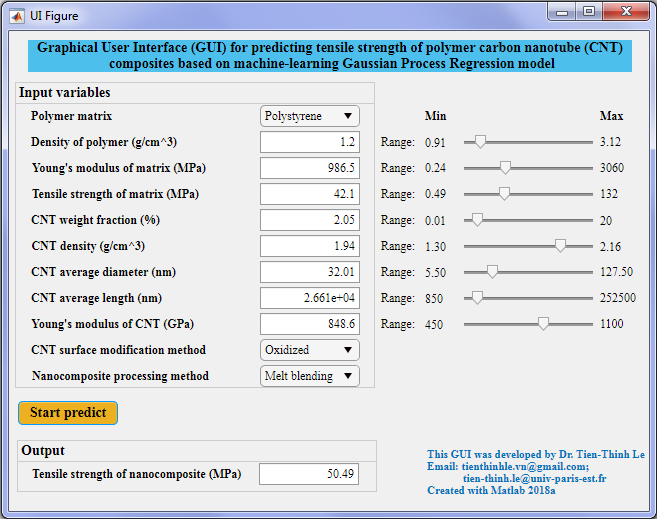 UI Figure
Graphical User Interface (GUI) for predicting tensile strength of polymer carbon nanotube (CNT)
composites based on machine-learning Gaussian Process Regression model
Input variables
Polymer matrix Polystyrene Min Max
Density of polymer (g/cm^3) 1.2 Range: 0.91 3.12
Young's modulus of matrix (MPa) 986.5 Range: 0.24 3060
Tensile strength of matrix (MPa) 42.1 Range: 0.49 132
CNT weight fraction (%) 2.05 Range: 0.01 20
CNT density (g/cm^3) 1.94 Range: 1.30 2.16
CNT average diameter (nm) 32.01 Range: 5.50 127.50
CNT average length (nm) 2.661e+04 Range: 850 252500
Young's modulus of CNT (GPa) 848.6 Range: 450 1100
CNT surface modification method Oxidized
Nanocomposite processing method Melt blending
Start predict
Output
Tensile strength of nanocomposite (MPa) 50.49
This GUI was developed by Dr. Tien-Thinh Le
Email: tienthinhle.vn@gmail.com;
tien-thinh.le@univ-paris-est.fr
Created with Matlab 2018a